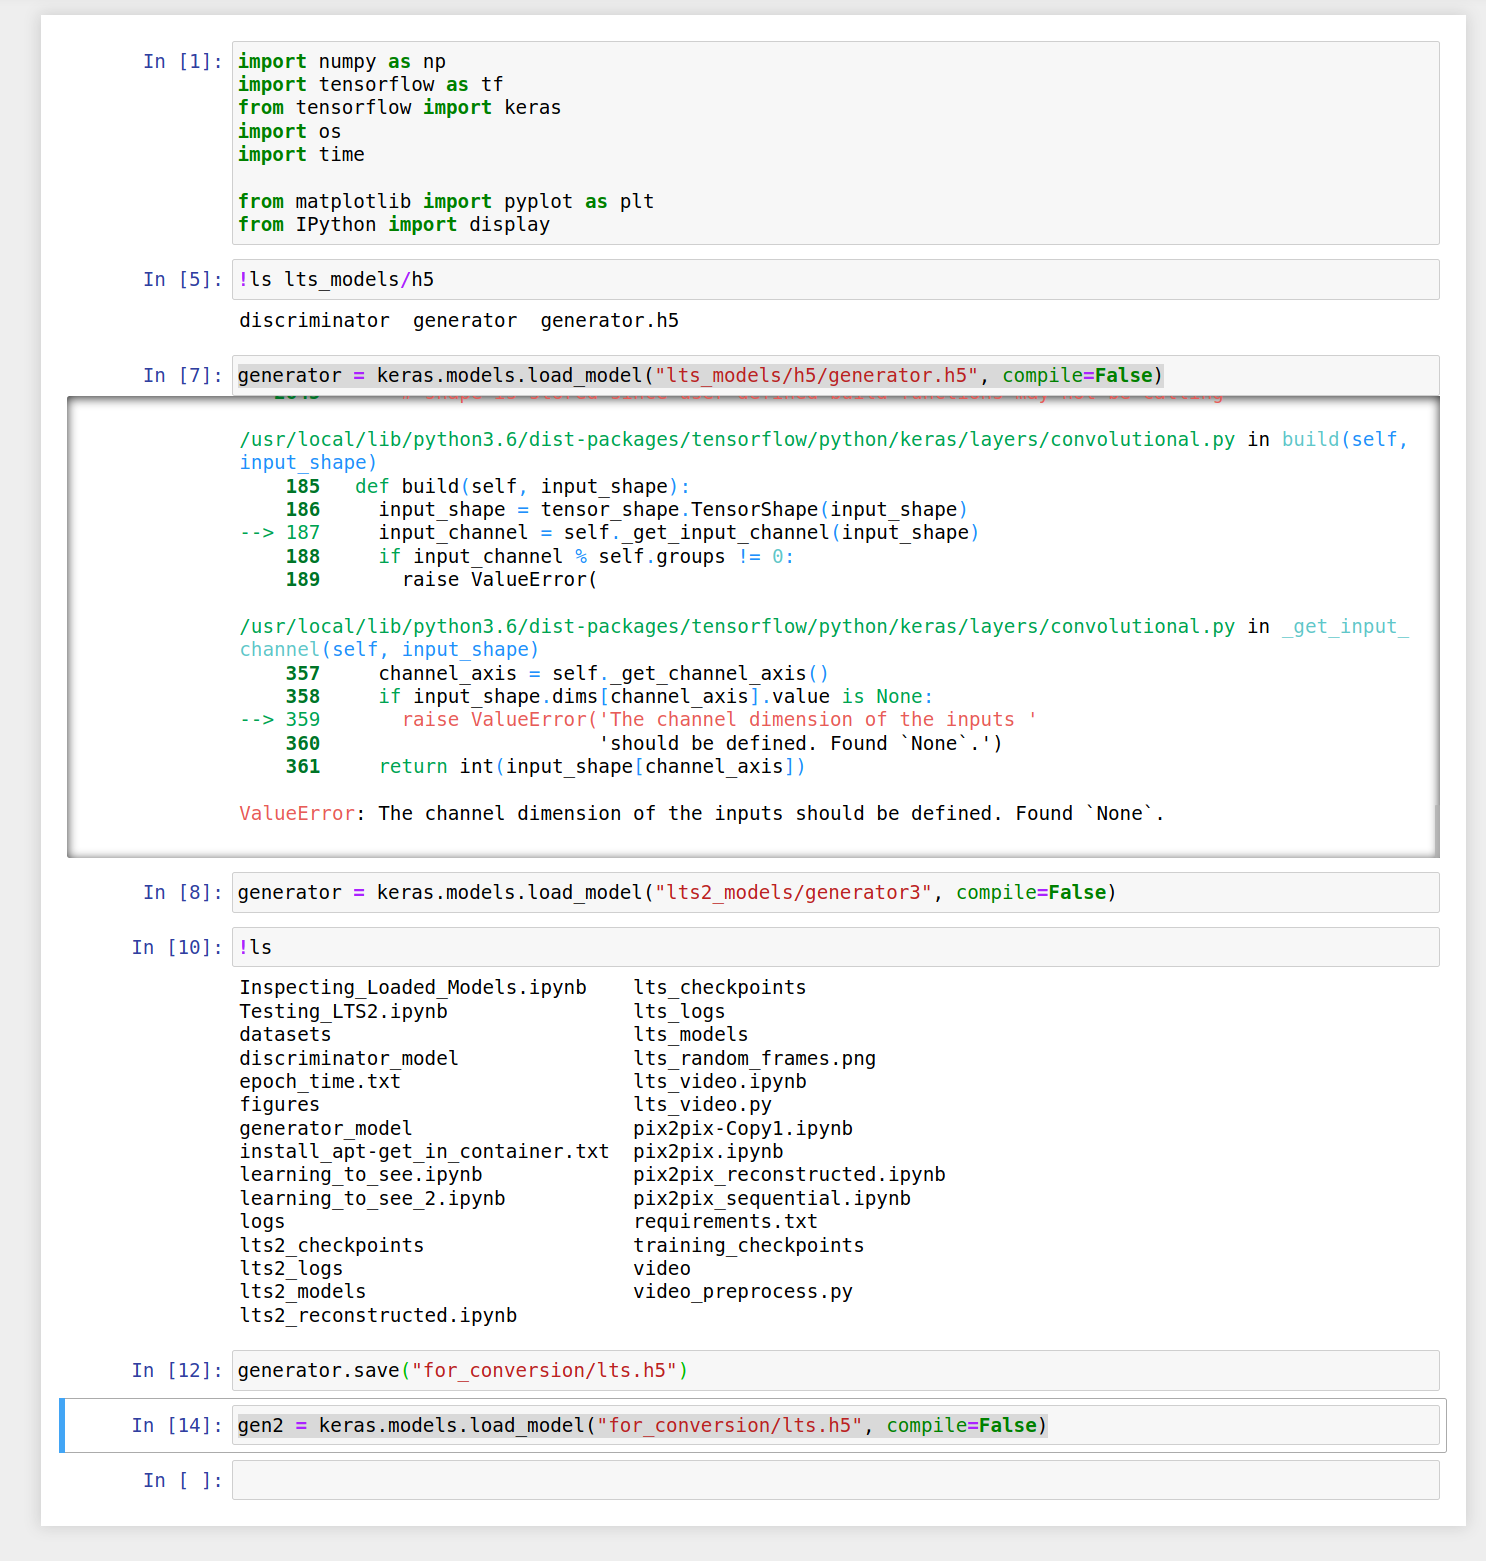 In [1]: import numpy as np
import tensorflow as tf
from tensorflow import keras
import os
import time
from matplotlib import pyplot as plt
from IPython import display
In [5]: !ls lts_models/h5
discriminator  generator  generator.h5
In [7]: generator = keras.models.load_model("lts_models/h5/generator.h5", compile=False)
/usr/local/lib/python3.6/dist-packages/tensorflow/python/keras/layers/convolutional.py in build(self,
input_shape)
185   def build(self, input_shape):
186     input_shape = tensor_shape.TensorShape(input_shape)
--> 187     input_channel = self._get_input_channel(input_shape)
188     if input_channel % self.groups != 0:
189       raise ValueError(
/usr/local/lib/python3.6/dist-packages/tensorflow/python/keras/layers/convolutional.py in _get_input_
channel(self, input_shape)
357     channel_axis = self._get_channel_axis()
358     if input_shape.dims[channel_axis].value is None:
--> 359       raise ValueError('The channel dimension of the inputs '
360                        'should be defined. Found `None`.')
361     return int(input_shape[channel_axis])
ValueError: The channel dimension of the inputs should be defined. Found `None`.
In [8]: generator = keras.models.load_model("lts2_models/generator3", compile=False)
In [10]: !ls
Inspecting_Loaded_Models.ipynb    lts_checkpoints
Testing_LTS2.ipynb                lts_logs
datasets                          lts_models
discriminator_model               lts_random_frames.png
epoch_time.txt                    lts_video.ipynb
figures                           lts_video.py
generator_model                   pix2pix-Copy1.ipynb
install_apt-get_in_container.txt  pix2pix.ipynb
learning_to_see.ipynb             pix2pix_reconstructed.ipynb
learning_to_see_2.ipynb           pix2pix_sequential.ipynb
logs                              requirements.txt
lts2_checkpoints                  training_checkpoints
lts2_logs                         video
lts2_models                       video_preprocess.py
lts2_reconstructed.ipynb
In [12]: generator.save("for_conversion/lts.h5")
In [14]: gen2 = keras.models.load_model("for_conversion/lts.h5", compile=False)
In [ ]: